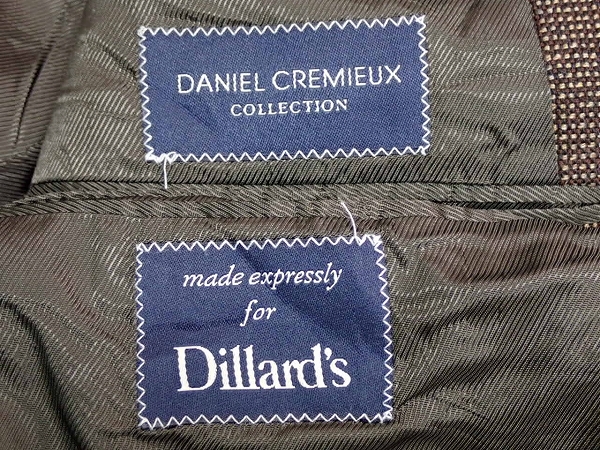 DANIEL CREMIEUX
COLLECTION
made expressly
for
Dillard's